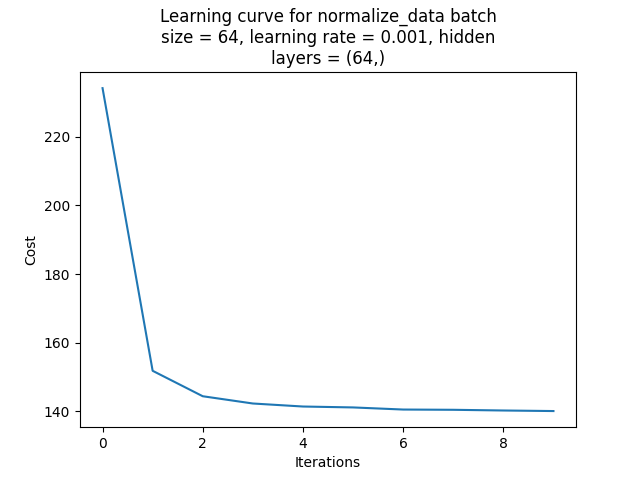 Learning curve for normalize_data batch
size = 64, learning rate = 0.001, hidden
layers = (64,)
220
200
180
160
140
Cost
0 2 4 6 8
Iterations